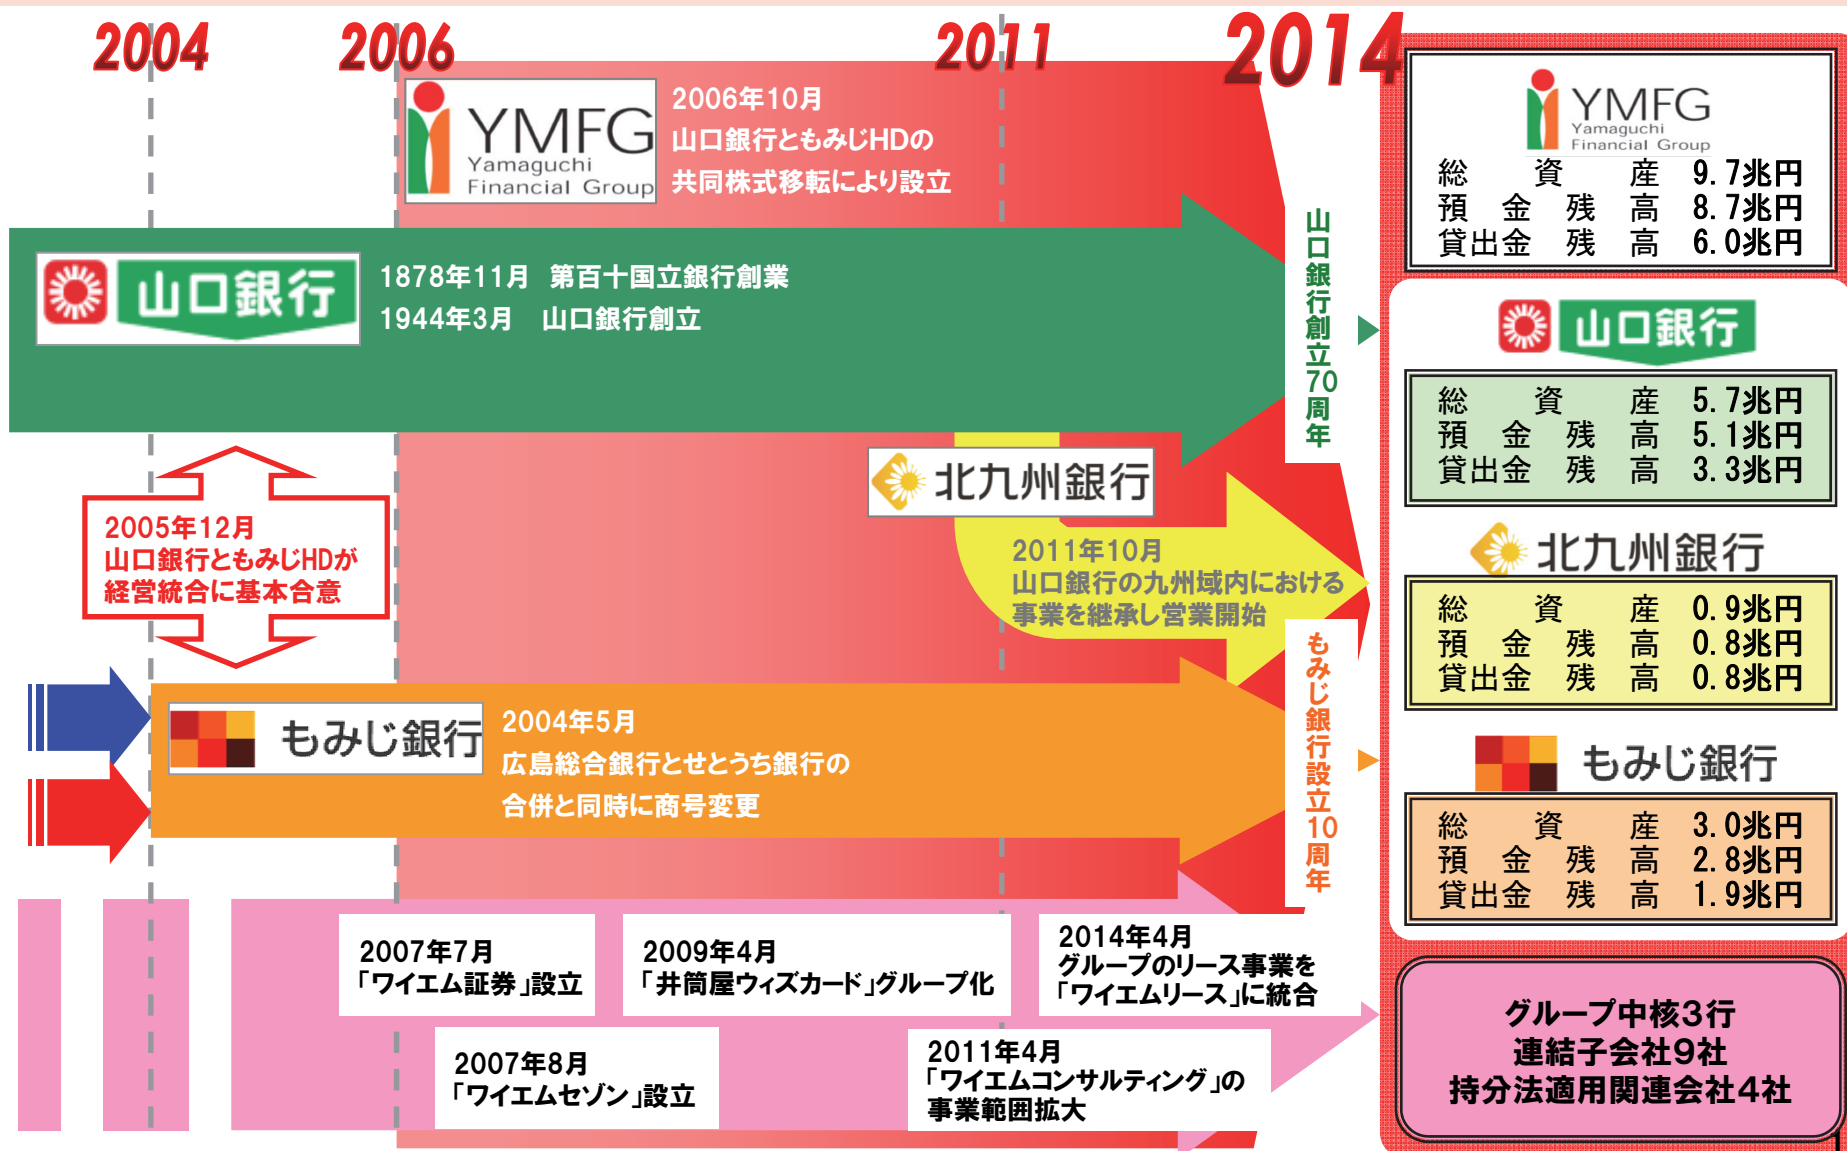 2004
2006
2011
2014
YMFG
Yamaguchi
Financial Group
2006年10月
山口銀行ともみじHDの
共同株式移転により設立
山口銀行
1878年11月 第百十国立銀行創業
1944年3月 山口銀行創立
山口銀行創立70周年
2005年12月
山口銀行ともみじHDが
経営統合に基本合意
北九州銀行
2011年10月
山口銀行の九州域内における
事業を継承し営業開始
もみじ銀行
2004年5月
広島総合銀行とせとうち銀行の
合併と同時に商号変更
もみじ銀行設立10周年
2007年7月
「ワイエム証券」設立
2009年4月
「井筒屋ウィズカード」グループ化
2014年4月
グループのリース事業を
「ワイエムリース」に統合
2007年8月
「ワイエムセゾン」設立
2011年4月
「ワイエムコンサルティング」の
事業範囲拡大
YMFG
Yamaguchi
Financial Group
総資産 9.7兆円
預金残高 8.7兆円
貸出金残高 6.0兆円
山口銀行
総資産 5.7兆円
預金残高 5.1兆円
貸出金残高 3.3兆円
北九州銀行
総資産 0.9兆円
預金残高 0.8兆円
貸出金残高 0.8兆円
もみじ銀行
総資産 3.0兆円
預金残高 2.8兆円
貸出金残高 1.9兆円
グループ中核3行
連結子会社9社
持分法適用関連会社4社
1